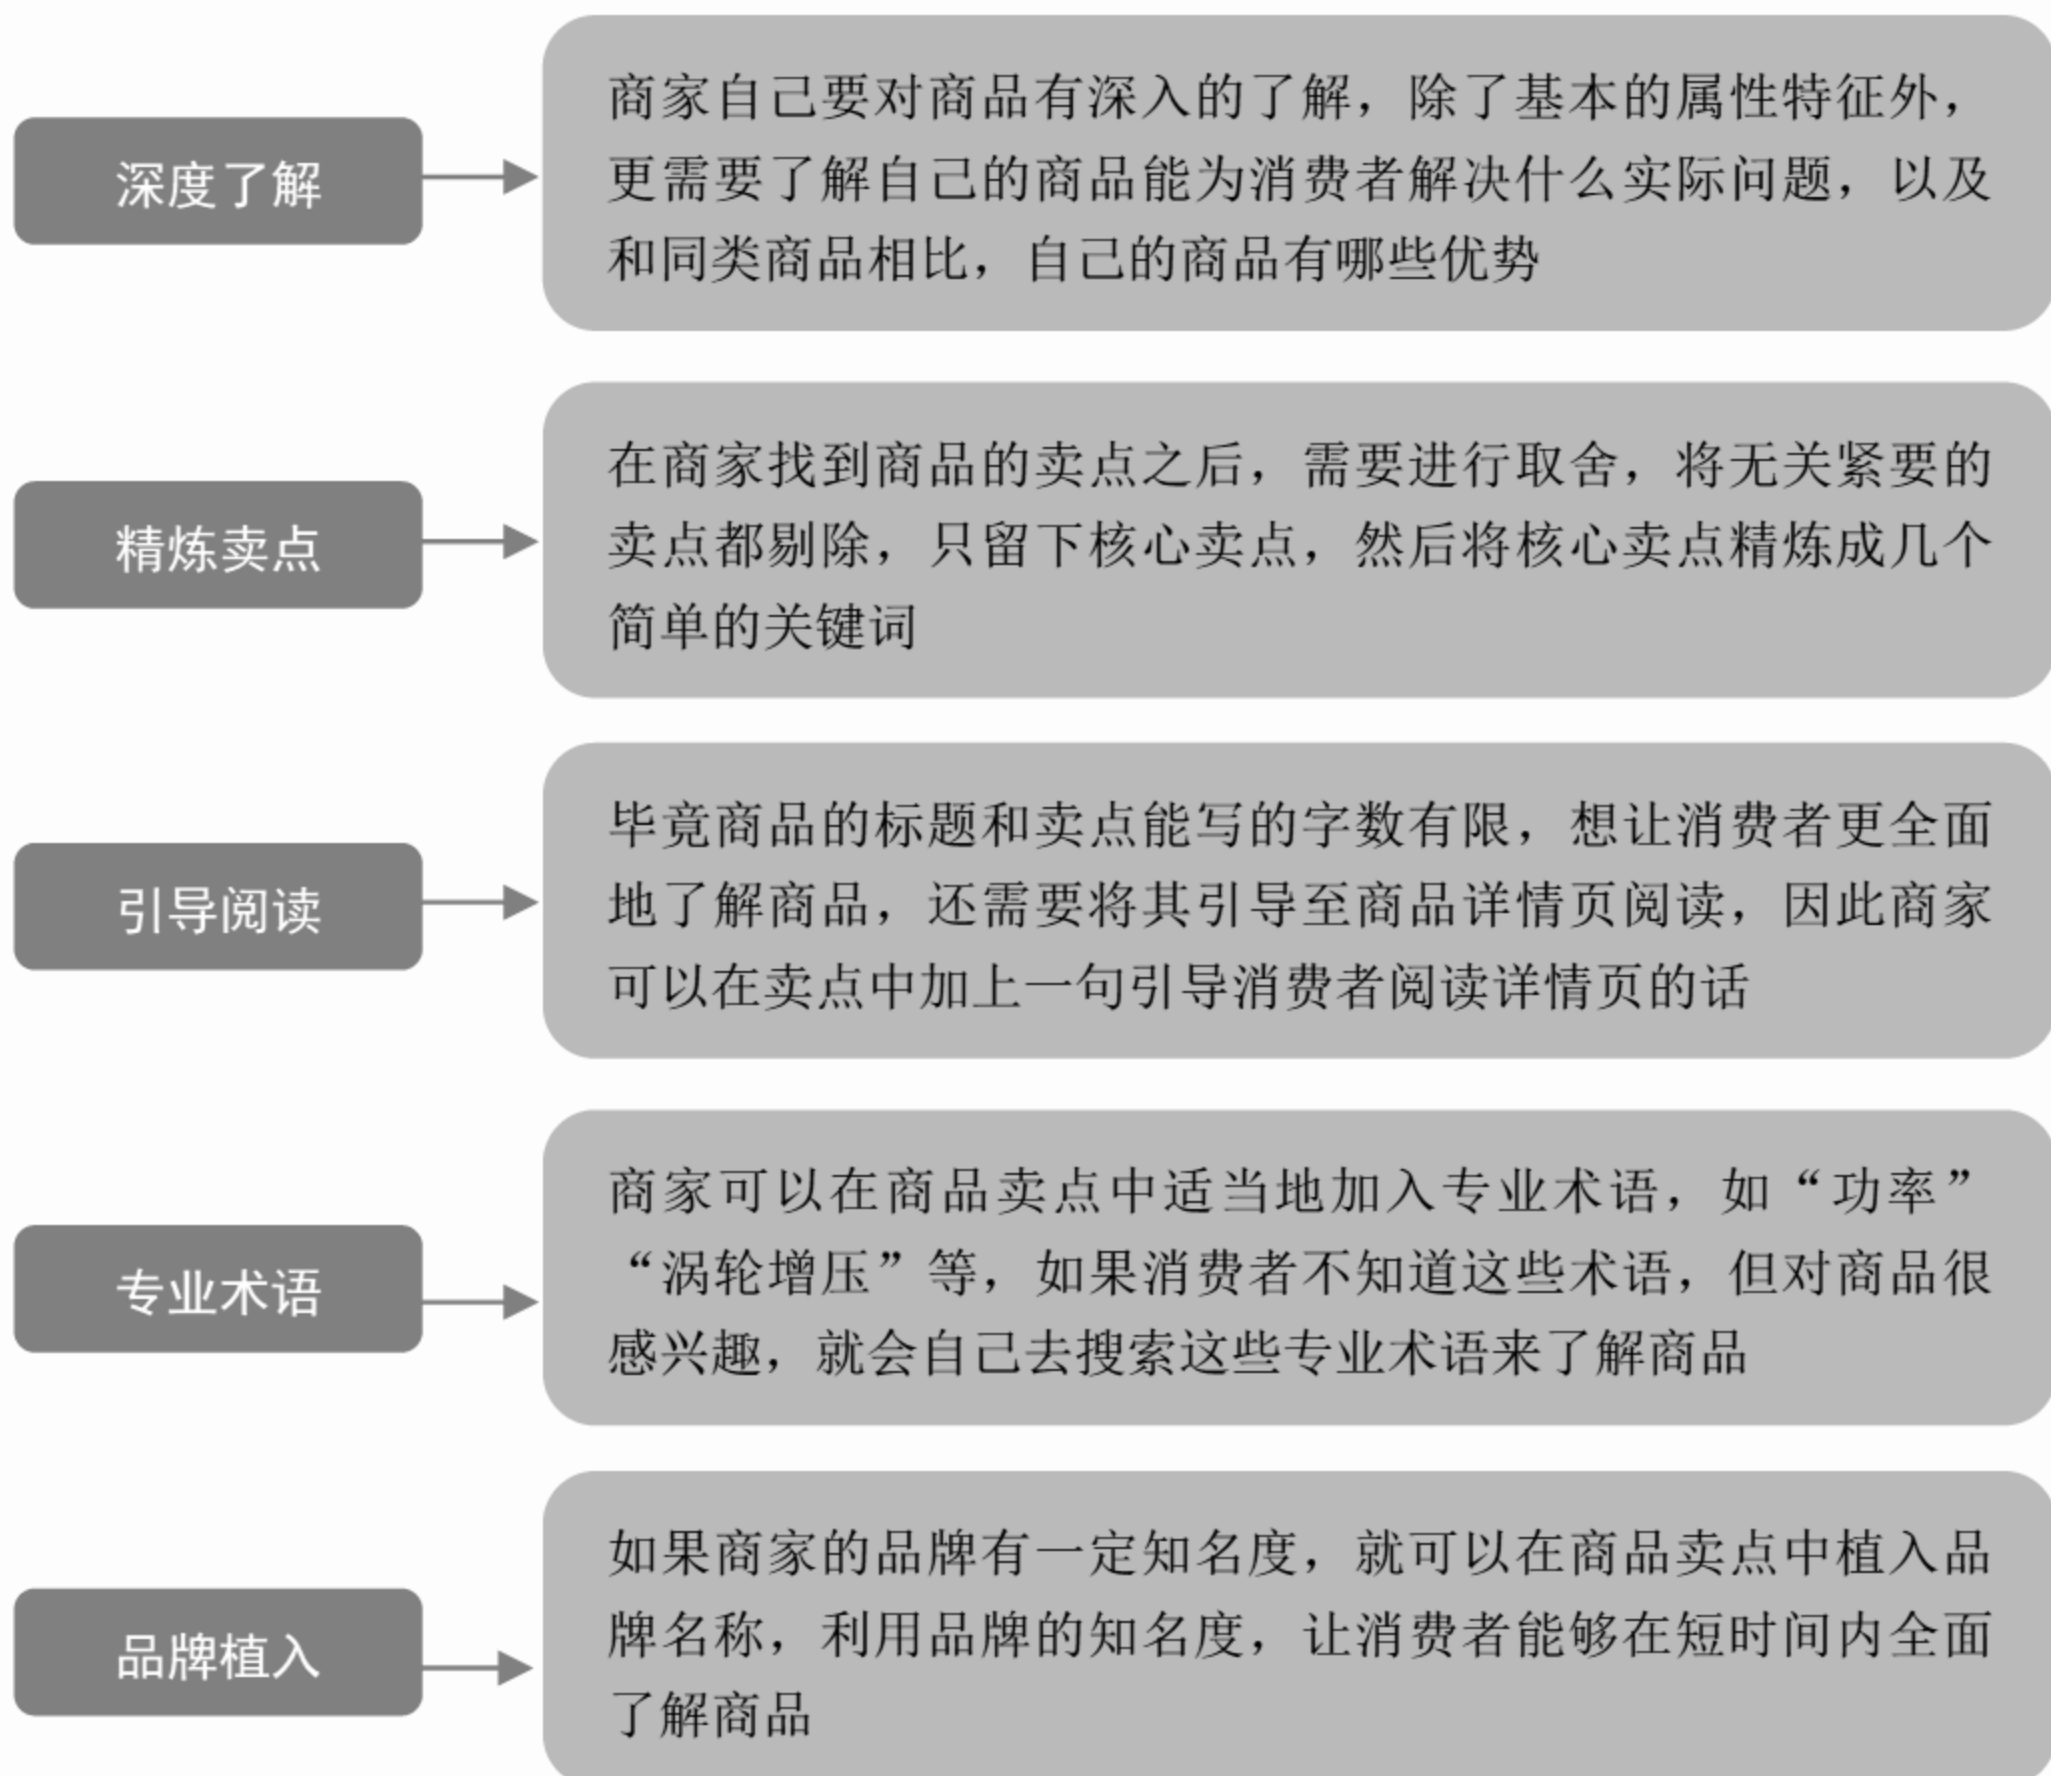 深度了解
商家自己要对商品有深入的了解，除了基本的属性特征外，
更需要了解自己的商品能为消费者解决什么实际问题，以及
和同类商品相比，自己的商品有哪些优势
精炼卖点
在商家找到商品的卖点之后，需要进行取舍，将无关紧要的
卖点都剔除，只留下核心卖点，然后将核心卖点精炼成几个
简单的关键词
引导阅读
毕竟商品的标题和卖点能写的字数有限，想让消费者更全面
地了解商品，还需要将其引导至商品详情页阅读，因此商家
可以在卖点中加上一句引导消费者阅读详情页的话
专业术语
商家可以在商品卖点中适当地加入专业术语，如“功率”
“涡轮增压”等，如果消费者不知道这些术语，但对商品很
感兴趣，就会自己去搜索这些专业术语来了解商品
品牌植入
如果商家的品牌有一定知名度，就可以在商品卖点中植入品
牌名称，利用品牌的知名度，让消费者能够在短时间内全面
了解商品